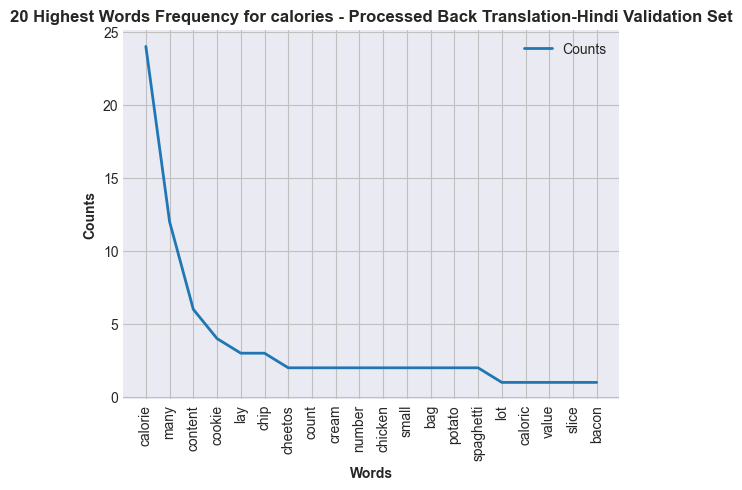 20 Highest Words Frequency for calories - Processed Back Translation-Hindi Validation Set
Counts
25
20
15
10
5
0
Counts
calorie
many
content
cookie
lay
chip
cheetos
count
cream
number
chicken
small
bag
potato
spaghetti
lot
caloric
value
slice
bacon
Words